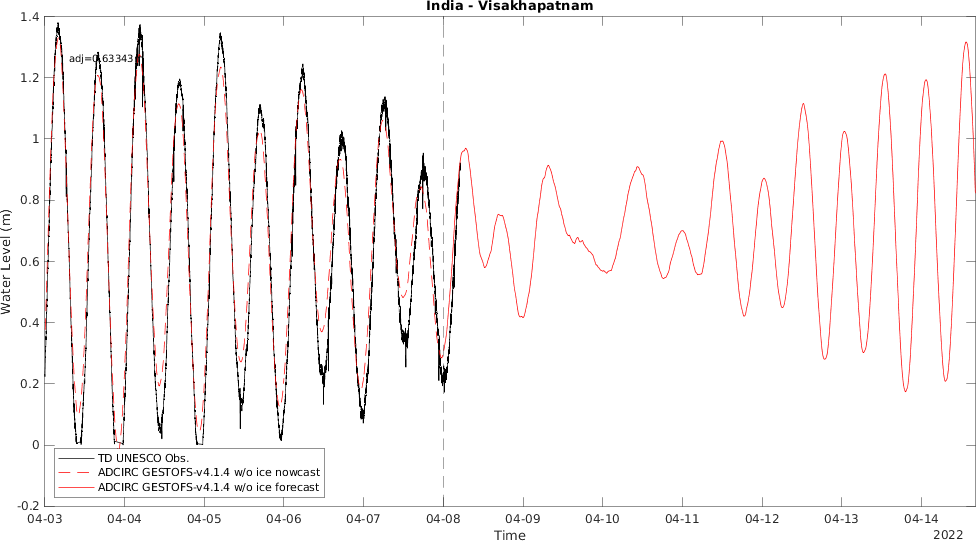 India - Visakhapatnam
1.4
1.2
1
0.8
0.6
0.4
0.2
0
-0.2
Water Level (m)
adj=0.63343
TD UNESCO Obs.
ADCIRC GESTOFS-v4.1.4 w/o ice nowcast
ADCIRC GESTOFS-v4.1.4 w/o ice forecast
04-03 04-04 04-05 04-06 04-07 04-08 04-09 04-10 04-11 04-12 04-13 04-14
Time
2022